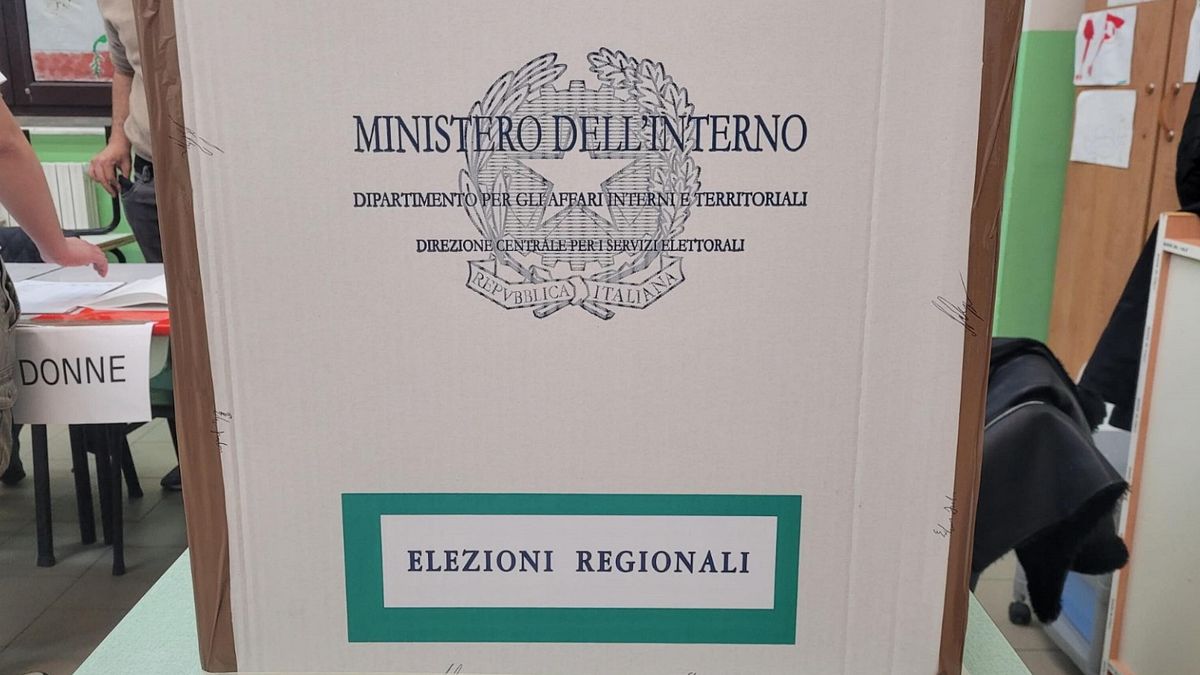 MINISTERO DELL'INTERNO
DIPARTIMENTO PER GLI AFFARI INTERNI E TERRITORIALI
DIREZIONE CENTRALE PER I SERVIZI ELETTORALI
REPVBBLICA ITALIANA
DONNE
ELEZIONI REGIONALI